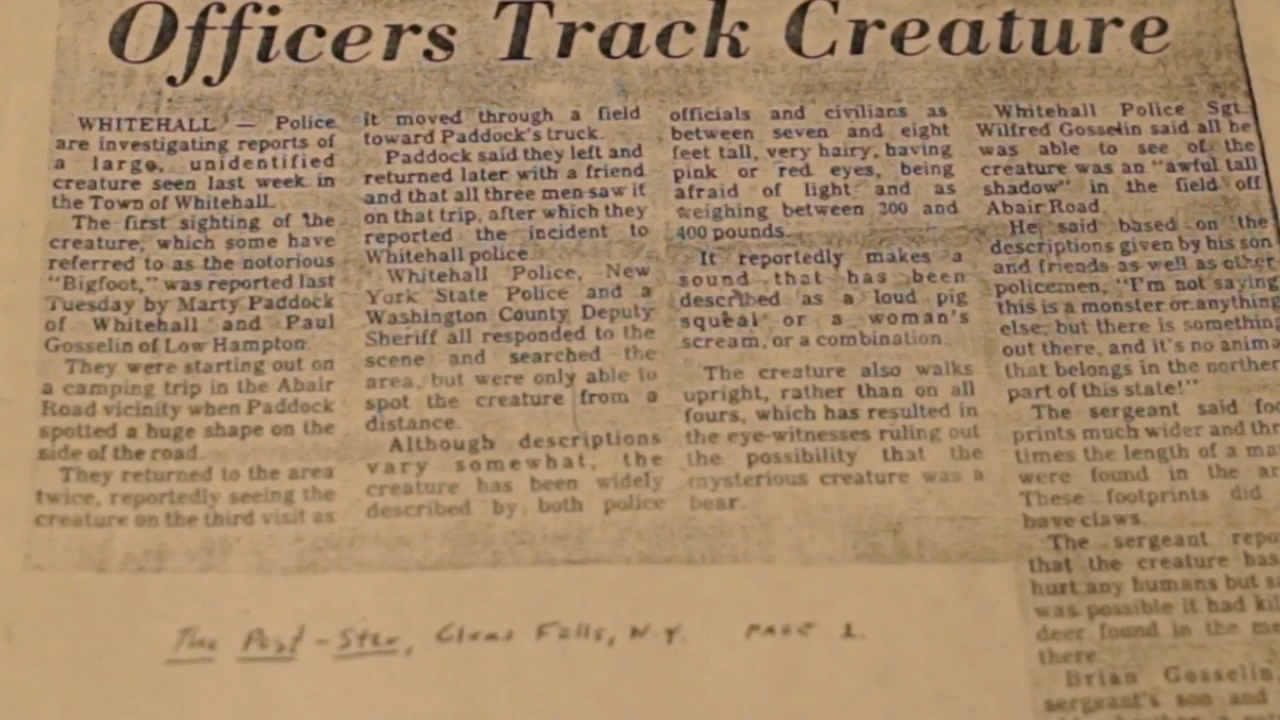 Officers Track Creature
WHITEHALL — Police
are investigating reports of
a large, unidentified
creature seen last week in
the Town of Whitehall.
The first sighting of the
creature, which some have
referred to as the notorious
"Bigfoot," was reported last
Tuesday by Marty Paddock
of Whitehall and Paul
Gosselin of Low Hampton.
They were starting out on
a camping trip in the Abair
Road vicinity when Paddock
spotted a huge shape on the
side of the road.
They returned to the area
twice, reportedly seeing the
creature on the third visit as
it moved through a field
toward Paddock's truck.
Paddock said they left and
returned later with a friend
and that all three men saw it
on that trip, after which they
reported the incident to
Whitehall police.
Whitehall Police, New
York State Police and a
Washington County Deputy
Sheriff all responded to the
scene and searched the
area, but were only able to
spot the creature from a
distance.
Although descriptions
vary somewhat, the
creature has been widely
described by both police
officials and civilians as
between seven and eight
feet tall, very hairy, having
pink or red eyes, being
afraid of light and as
weighing between 300 and
400 pounds.
It reportedly makes a
sound that has been
described as a loud pig
squeal or a woman's
scream, or a combination.
The creature also walks
upright, rather than on all
fours, which has resulted in
the eye-witnesses ruling out
the possibility that the
mysterious creature was a
bear.
Whitehall Police Sgt.
Wilfred Gosselin said all he
was able to see of the
creature was an "awful tall
shadow" in the field off
Abair Road.
He said based on the
descriptions given by his son
and friends as well as other
policemen, "I'm not saying
this is a monster or anything
else, but there is something
out there, and it's no anima
that belongs in the norther
part of this state!"
The sergeant said foo
prints much wider and thr
times the length of a ma
were found in the ar
These footprints did
have claws.
The sergeant repo
that the creature has
hurt any humans but sa
was possible it had kil
deer found in the me
there.
Brian Gosselin,
sergeant's son and
The Post-Star, Glens Falls, N.Y. PAGE 1.